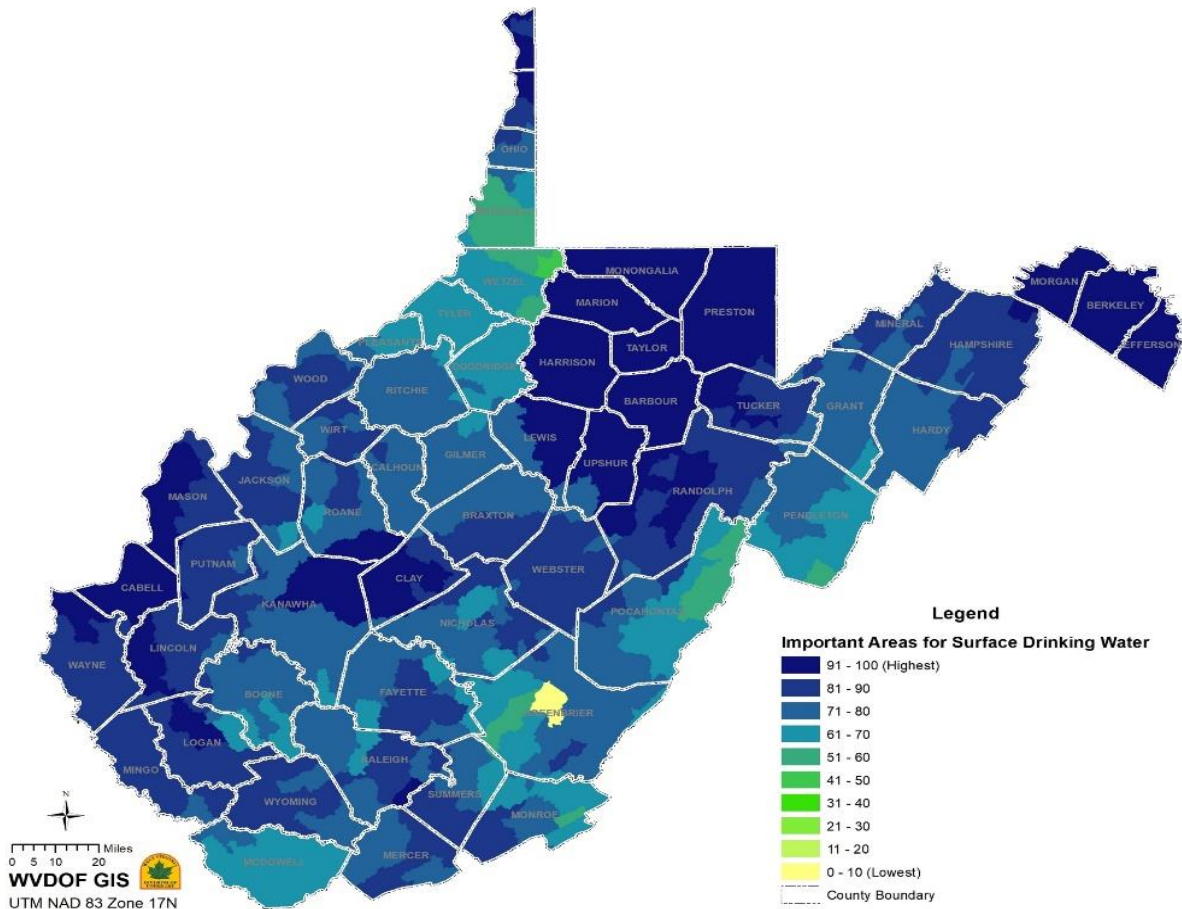 OHIO
MARSHALL
WETZEL
MONONGALIA
MARION
PRESTON
MORGAN
BERKELEY
JEFFERSON
TYLER
PLEASANTS
HARRISON
TAYLOR
MINERAL
HAMPSHIRE
WOOD
RITCHIE
DODDRIDGE
BARBOUR
TUCKER
GRANT
HARDY
WIRT
LEWIS
GILMER
CALHOUN
UPSHUR
RANDOLPH
JACKSON
MASON
ROANE
BRAXTON
PENDLETON
PUTNAM
CABELL
KANAWHA
CLAY
WEBSTER
NICHOLAS
POCAHONTAS
WAYNE
LINCOLN
BOONE
FAYETTE
GREENBRIER
LOGAN
RALEIGH
MINGO
WYOMING
SUMMERS
MONROE
MCDOWELL
MERCER
Legend
Important Areas for Surface Drinking Water
91 - 100 (Highest)
81 - 90
71 - 80
61 - 70
51 - 60
41 - 50
31 - 40
21 - 30
11 - 20
0 - 10 (Lowest)
County Boundary
N
Miles
0 5 10 20
WVDOF GIS
UTM NAD 83 Zone 17N